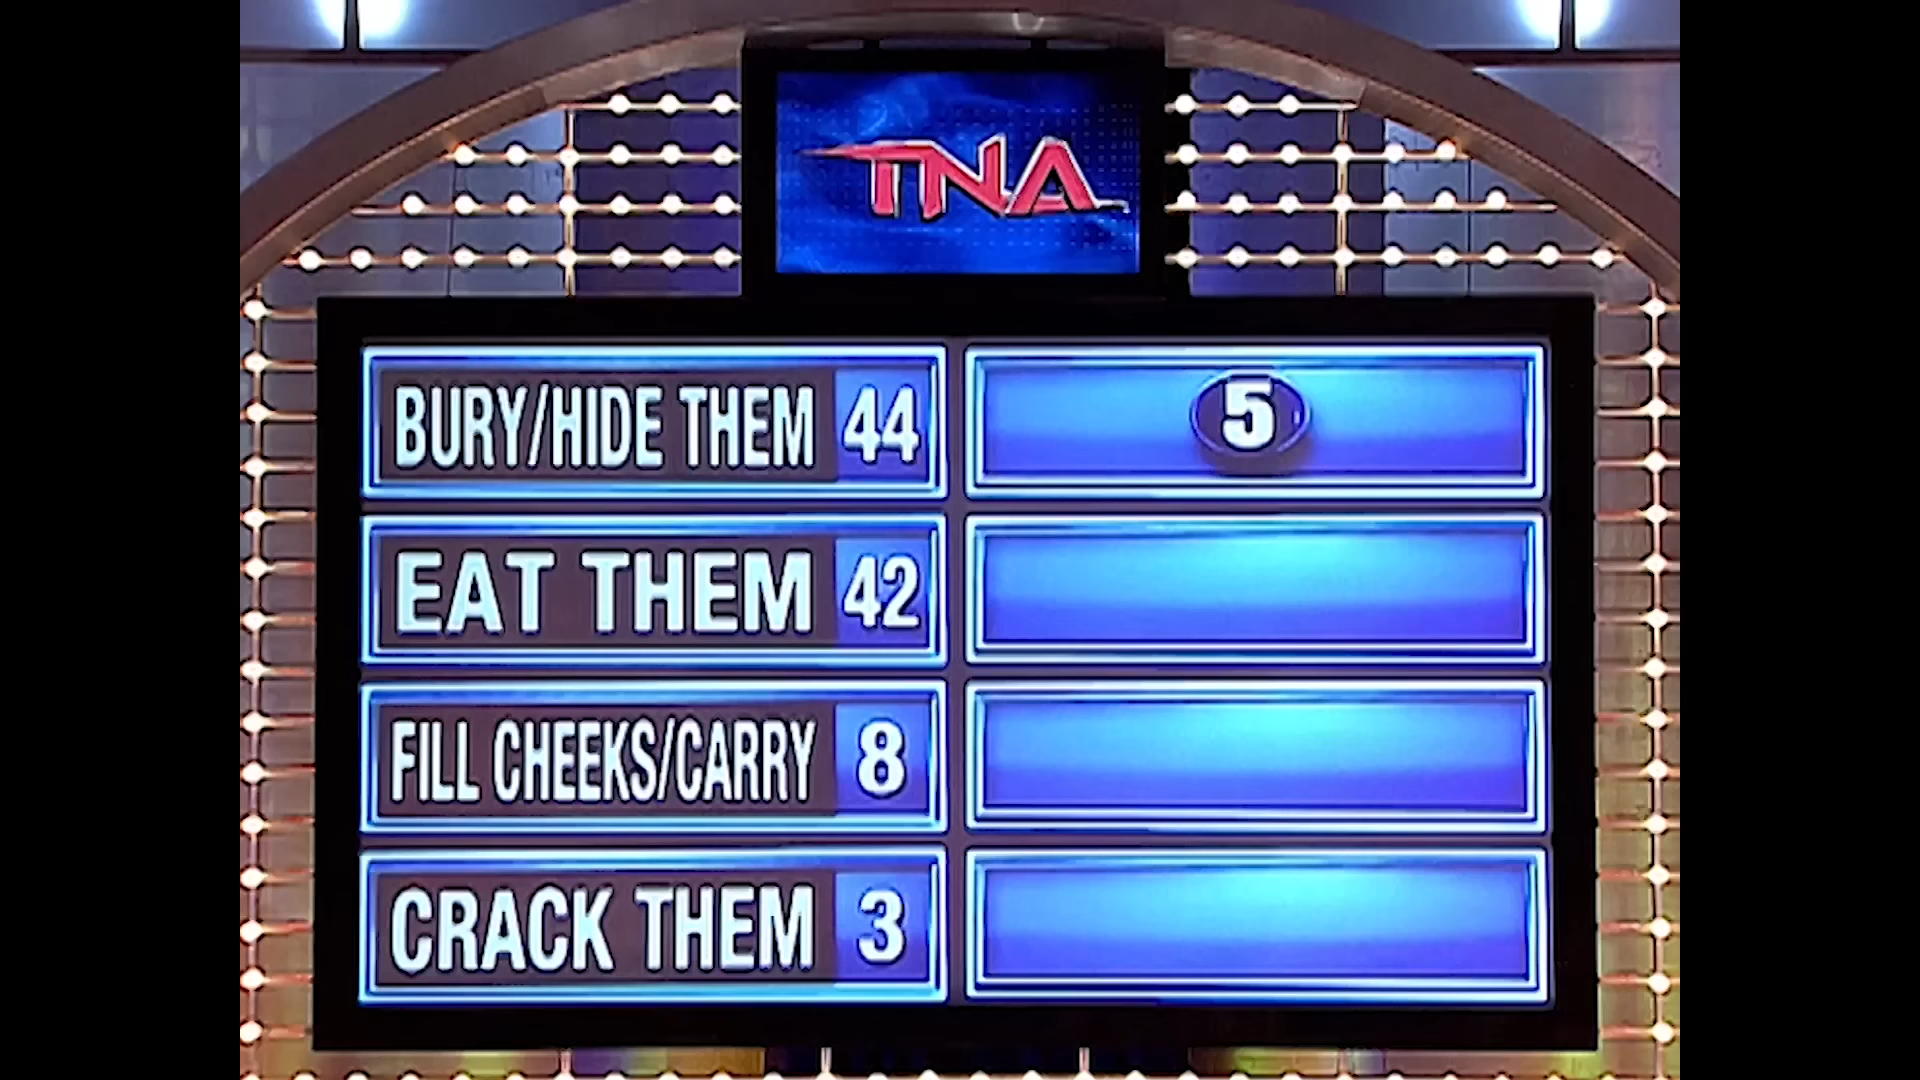 TNA
BURY/HIDE THEM 44
5
EAT THEM 42
FILL CHEEKS/CARRY 8
CRACK THEM 3